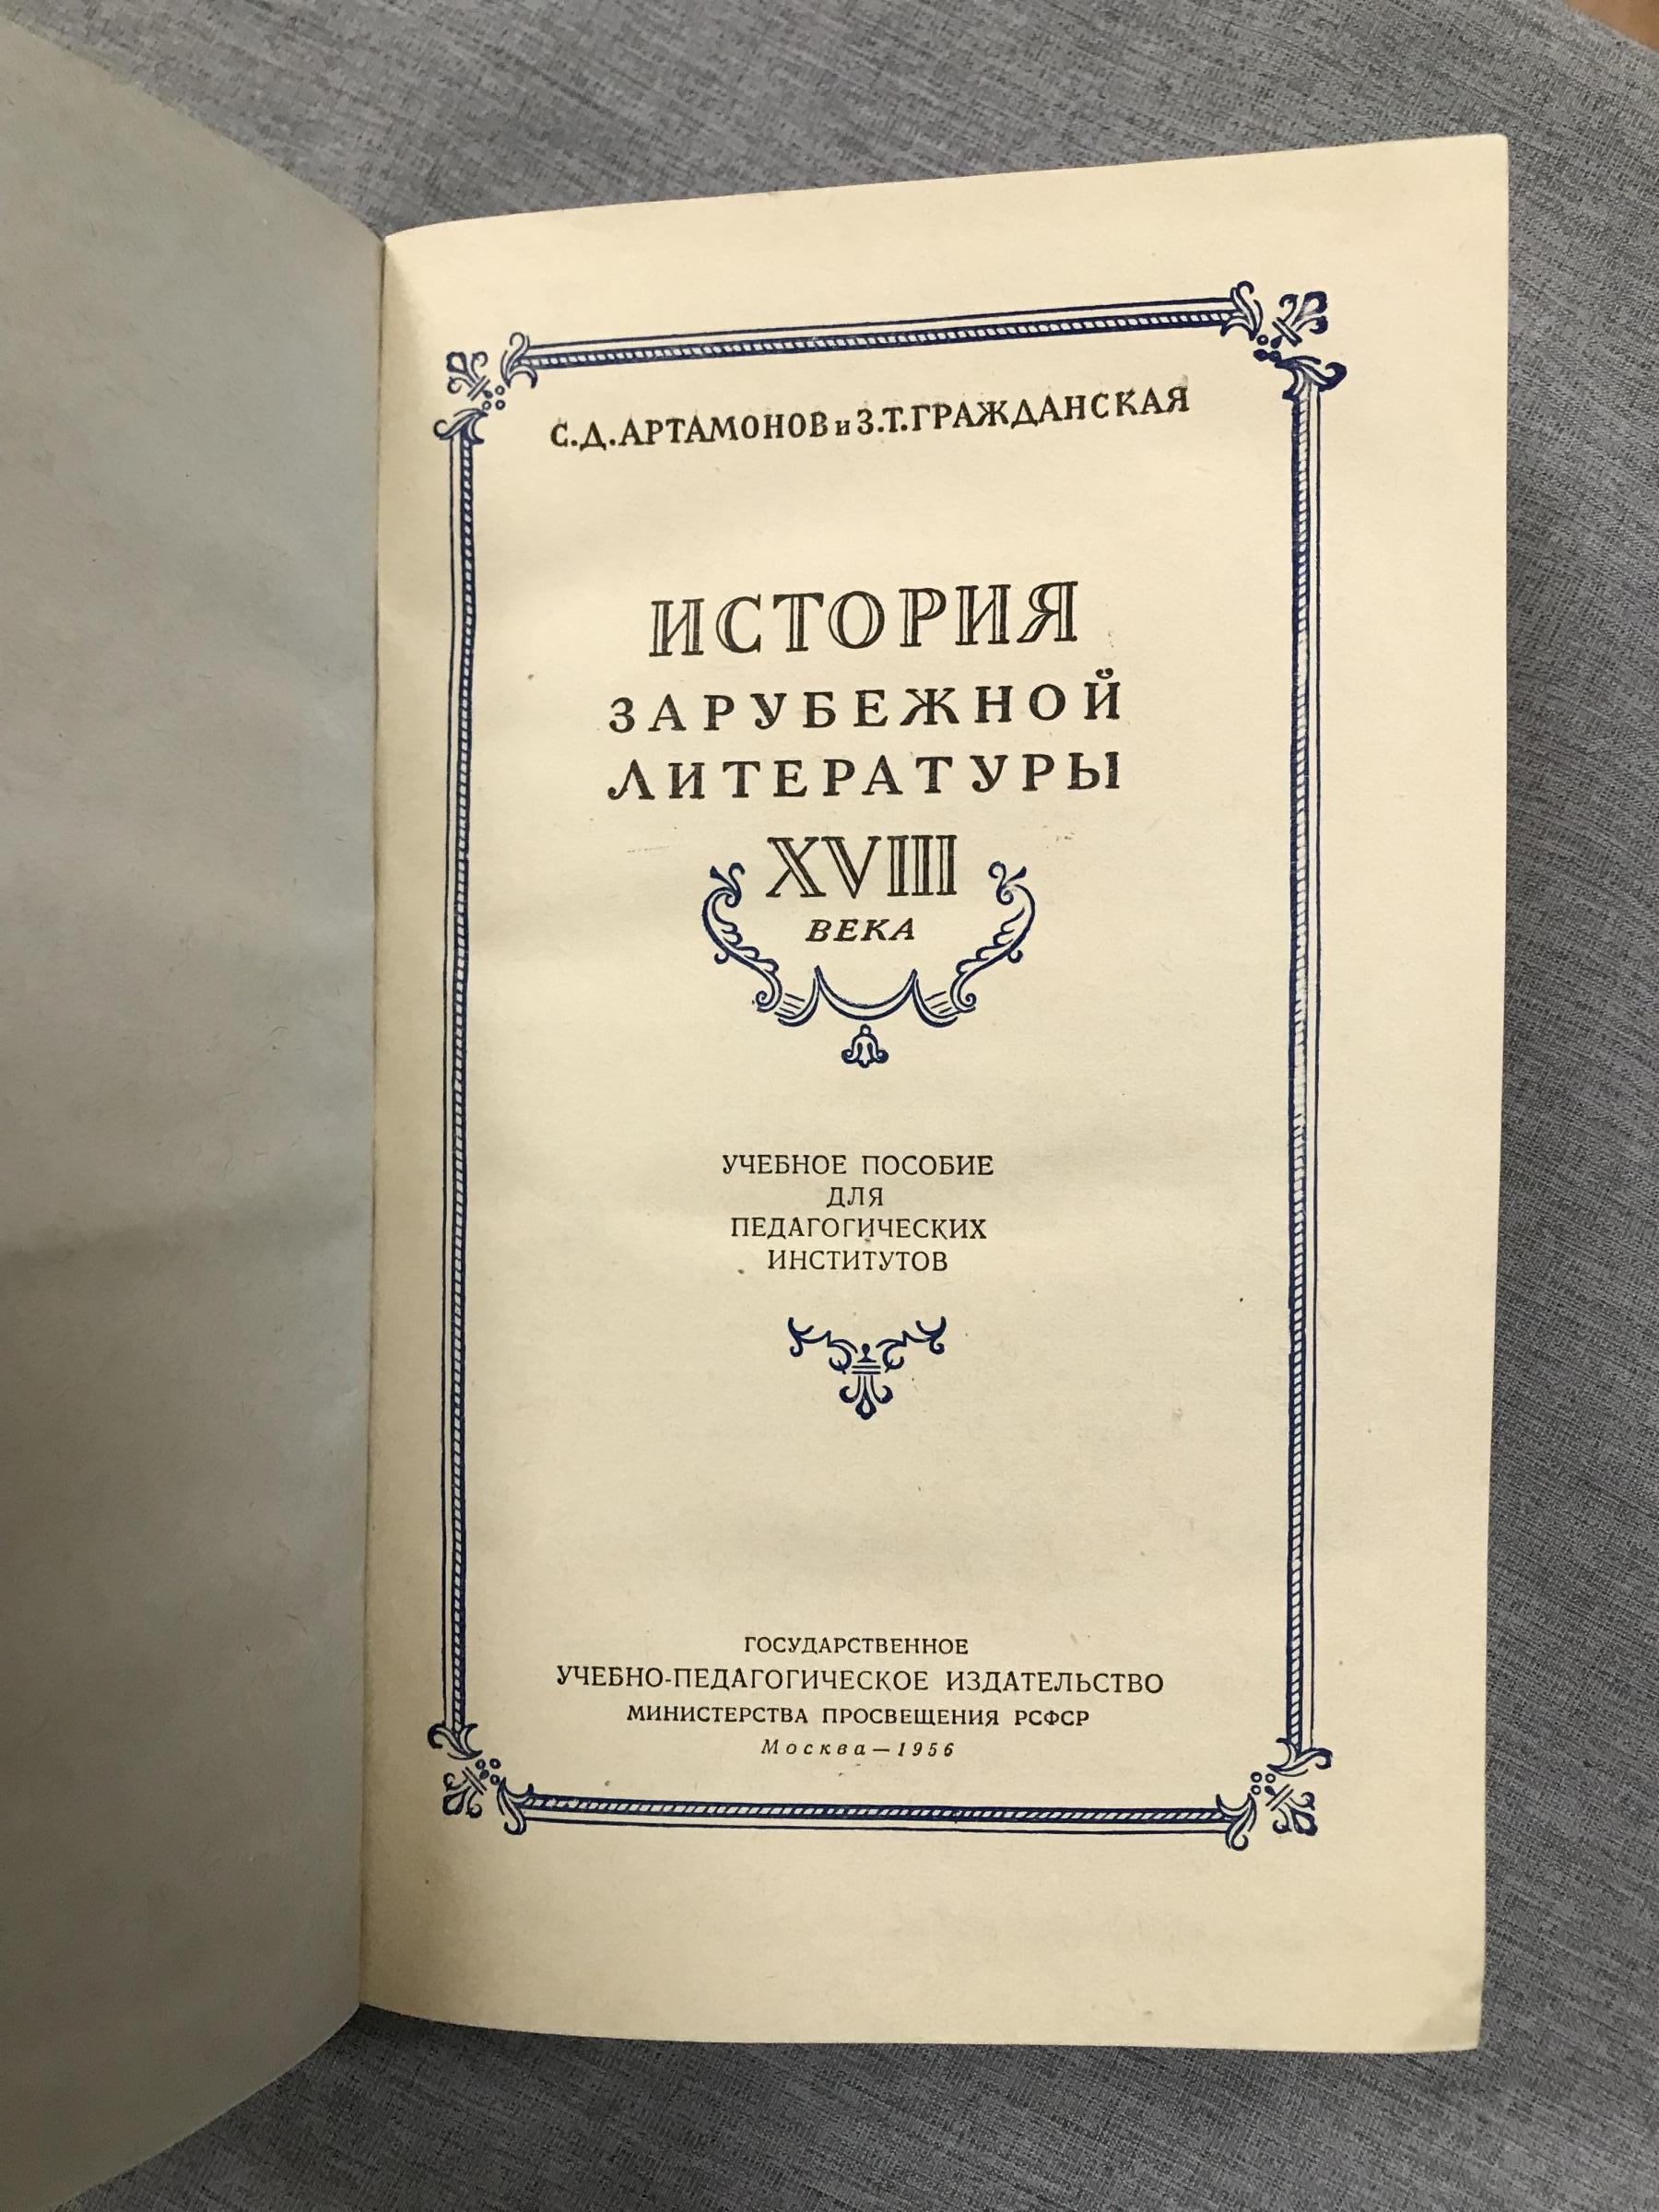 С.Д.АРТАМОНОВ и З.Т.ГРАЖДАНСКАЯ
ИСТОРИЯ
ЗАРУБЕЖНОЙ
ЛИТЕРАТУРЫ
XVIII
ВЕКА
УЧЕБНОЕ ПОСОБИЕ
ДЛЯ
ПЕДАГОГИЧЕСКИХ
ИНСТИТУТОВ
ГОСУДАРСТВЕННОЕ
УЧЕБНО-ПЕДАГОГИЧЕСКОЕ ИЗДАТЕЛЬСТВО
МИНИСТЕРСТВА ПРОСВЕЩЕНИЯ РСФСР
Москва—1956